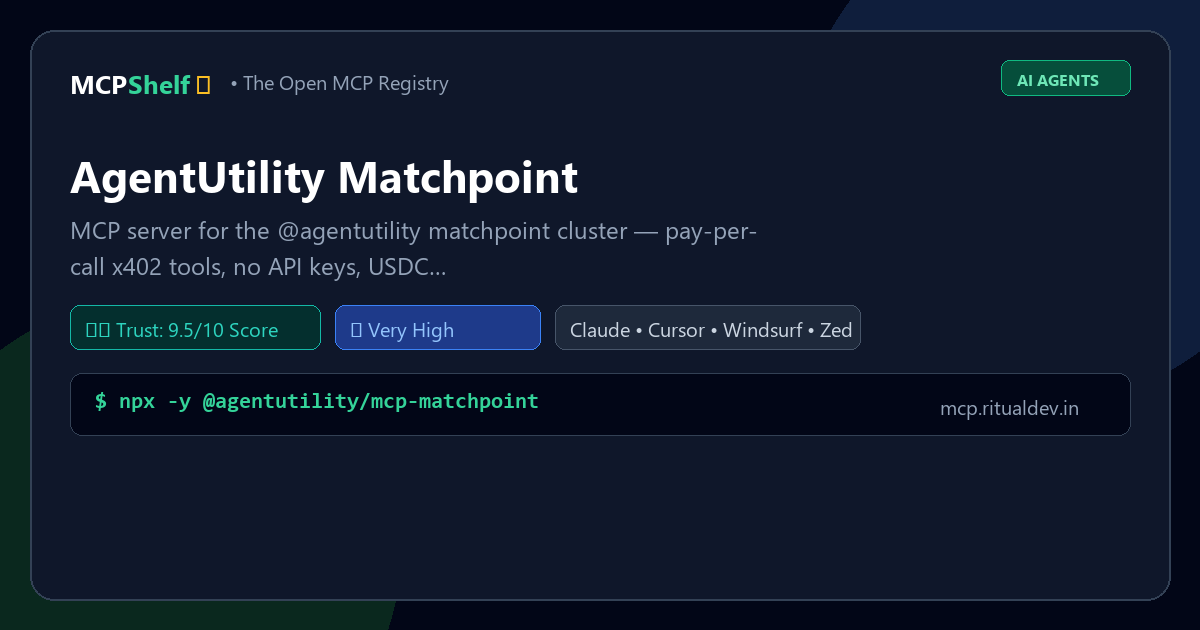 MCPShelf • The Open MCP Registry
AI AGENTS
AgentUtility Matchpoint
MCP server for the @agentutility matchpoint cluster — pay-per-
call x402 tools, no API keys, USDC...
Trust: 9.5/10 Score
Very High
Claude • Cursor • Windsurf • Zed
$ npx -y @agentutility/mcp-matchpoint
mcp.ritualdev.in